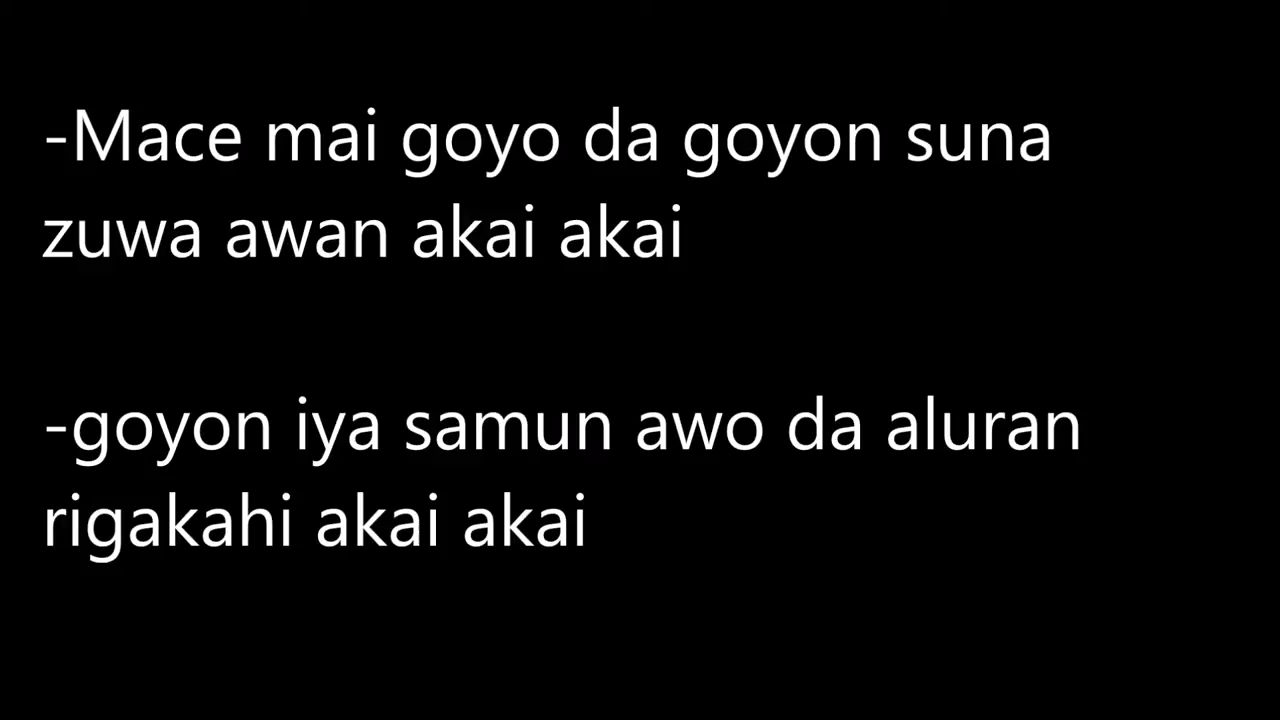 -Mace mai goyo da goyon suna
zuwa awan akai akai
-goyon iya samun awo da aluran
rigakahi akai akai